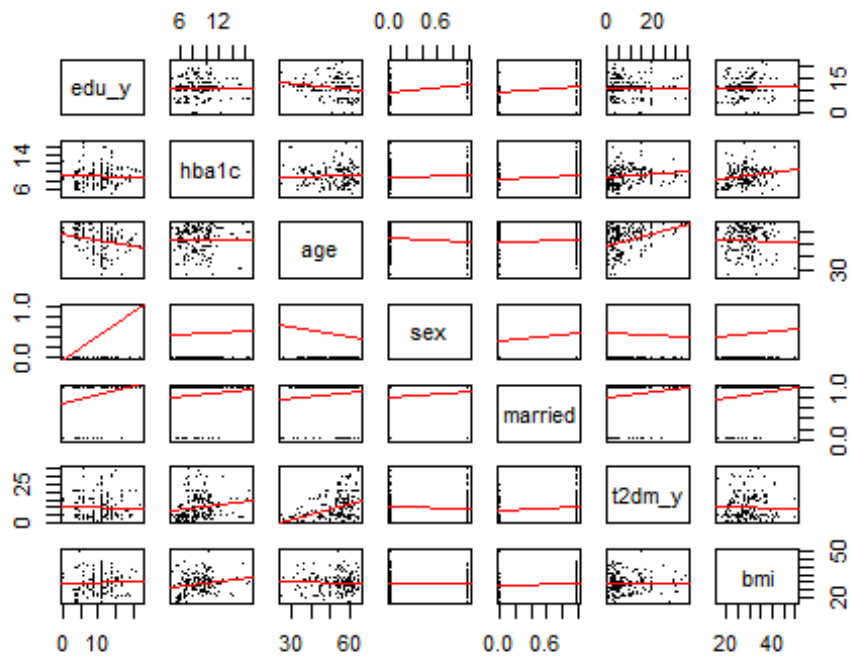 6 12 0.0 0.6 0 20
edu_y 0 15
6 14 hba1c
age 30
0.0 1.0 sex
married 0.0 1.0
0 25 t2dm_y
bmi 20 50
0 10 30 60 0.0 0.6 20 40